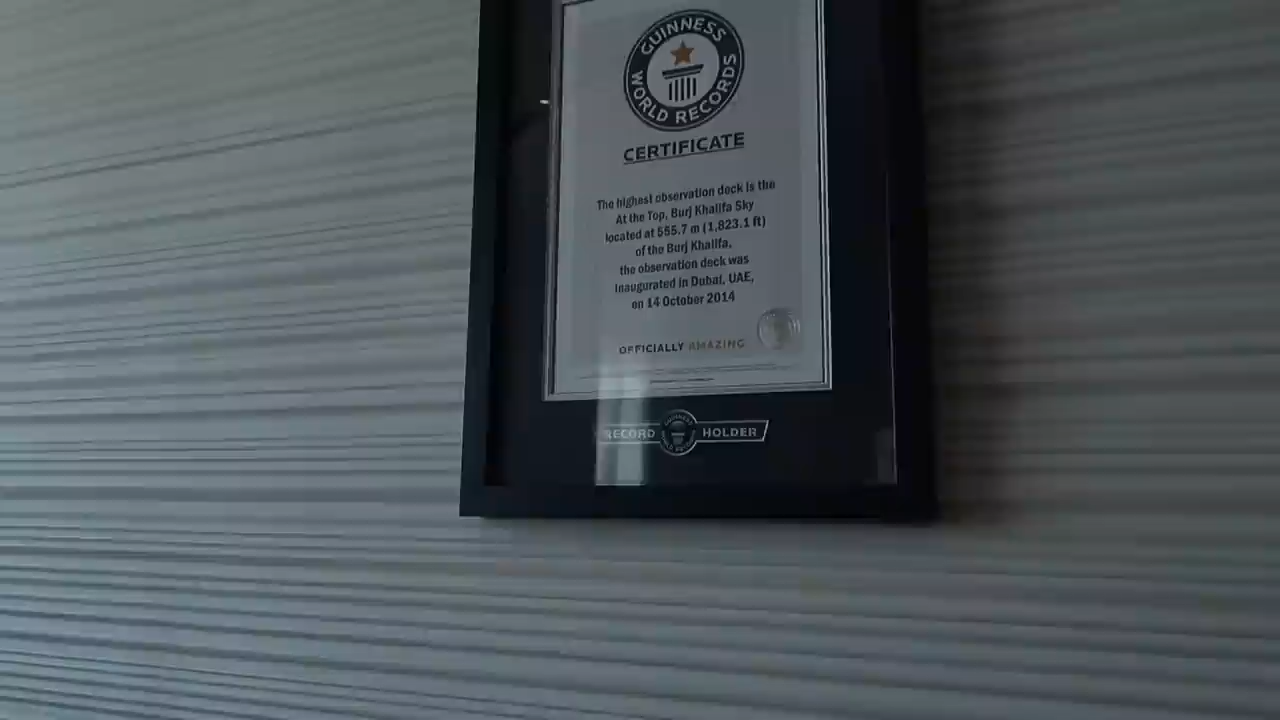 GUINNESS
WORLD RECORDS
CERTIFICATE
The highest observation deck is the
At the Top, Burj Khalifa Sky
located at 555.7 m (1,823.1 ft)
of the Burj Khalifa,
the observation deck was
inaugurated in Dubai, UAE,
on 14 October 2014
OFFICIALLY AMAZING
RECORD HOLDER